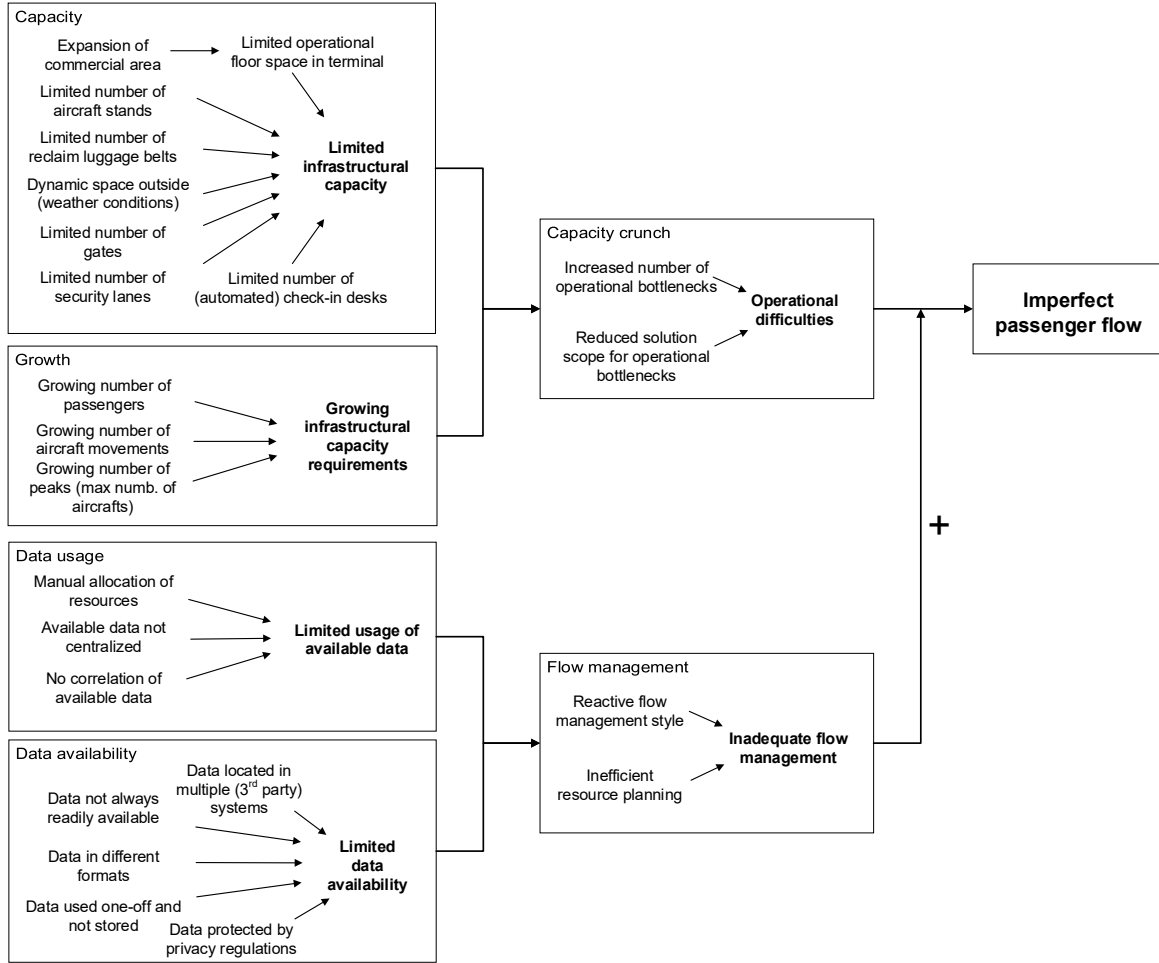 Capacity
Expansion of
commercial area
Limited operational
floor space in terminal
Limited number of
aircraft stands
Limited number of
reclaim luggage belts
Dynamic space outside
(weather conditions)
Limited number of
gates
Limited number of
security lanes
Limited number of
(automated) check-in desks
Limited
infrastructural
capacity
Growth
Growing number of
passengers
Growing number of
aircraft movements
Growing number of
peaks (max numb. of
aircrafts)
Growing
infrastructural
capacity
requirements
Capacity crunch
Increased number of
operational bottlenecks
Reduced solution
scope for operational
bottlenecks
Operational
difficulties
Imperfect
passenger flow
Data usage
Manual allocation of
resources
Available data not
centralized
No correlation of
available data
Limited usage of
available data
Data availability
Data located in
multiple (3rd party)
systems
Data not always
readily available
Data in different
formats
Data used one-off and
not stored
Data protected by
privacy regulations
Limited
data
availability
Flow management
Reactive flow
management style
Inefficient
resource planning
Inadequate flow
management
+